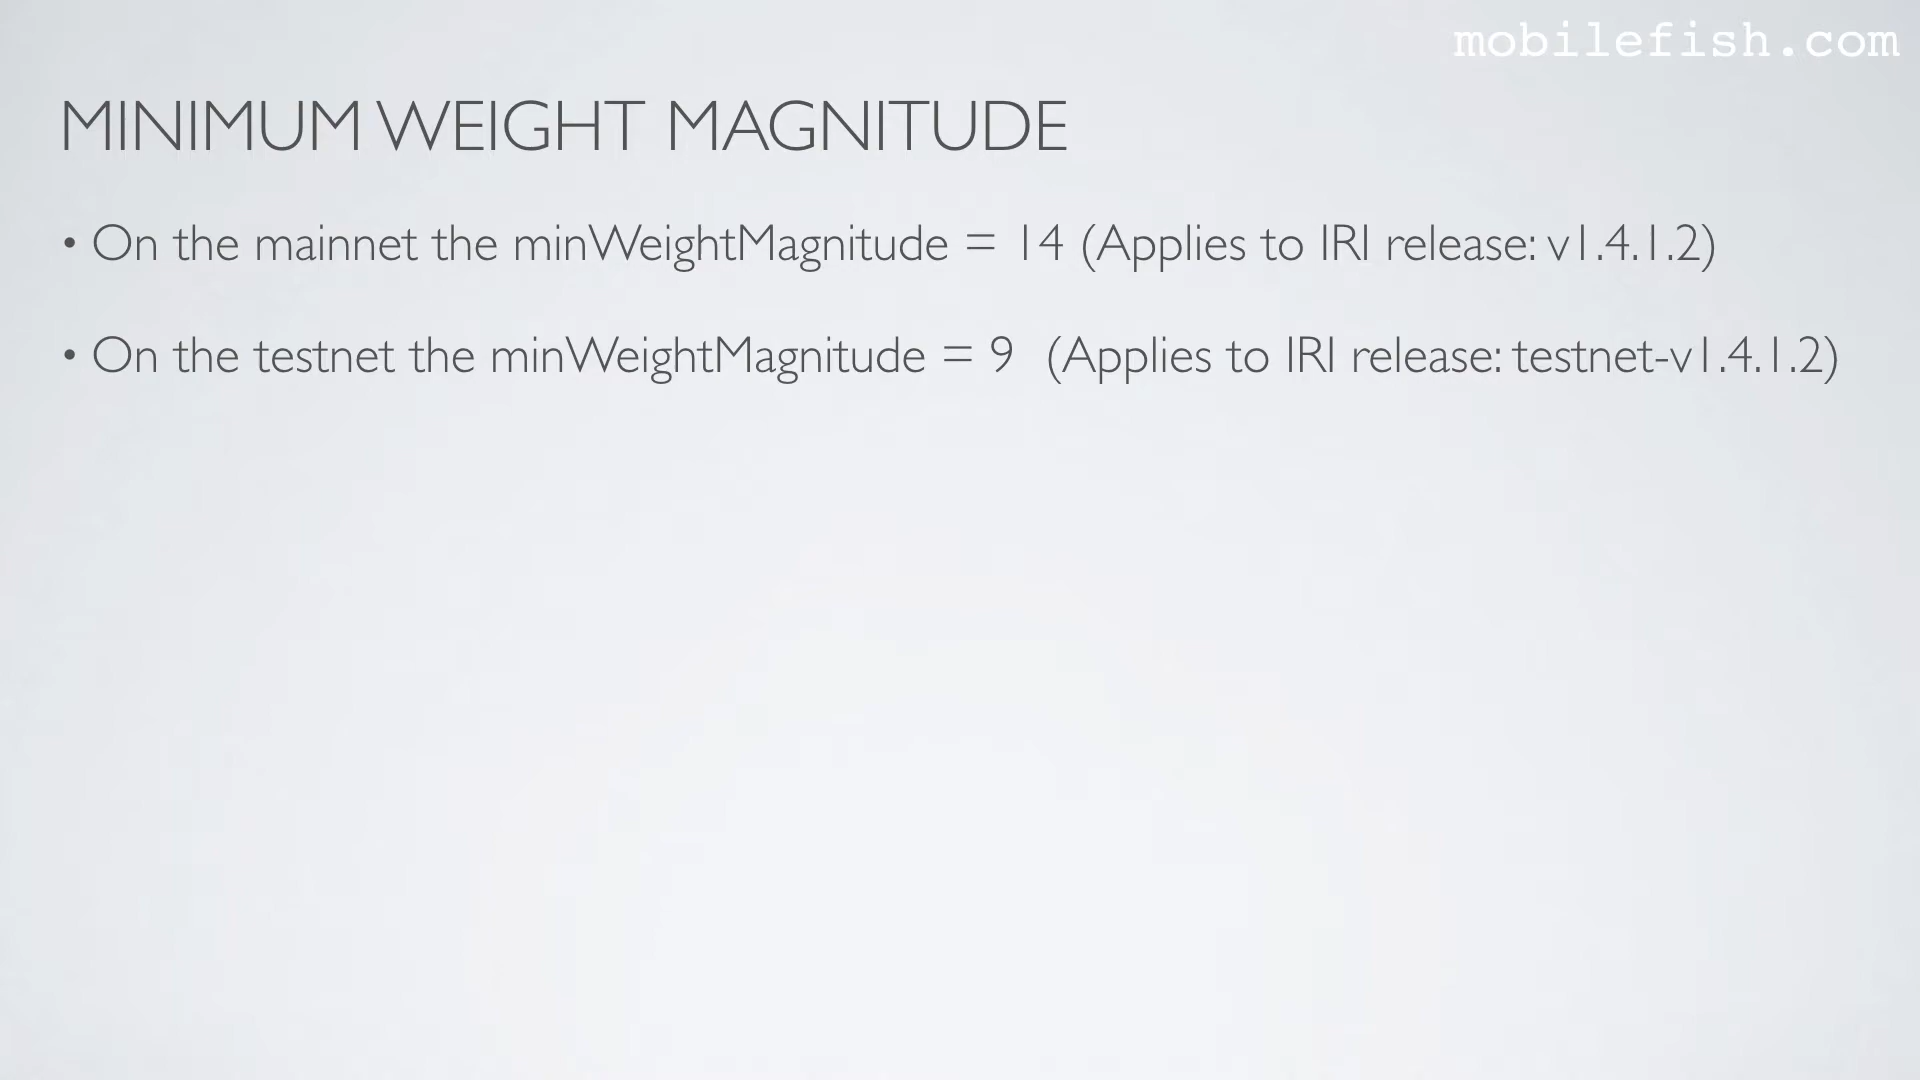 mobilefish.com
MINIMUM WEIGHT MAGNITUDE
• On the mainnet the minWeightMagnitude = 14 (Applies to IRI release: v1.4.1.2)
• On the testnet the minWeightMagnitude = 9 (Applies to IRI release: testnet-v1.4.1.2)